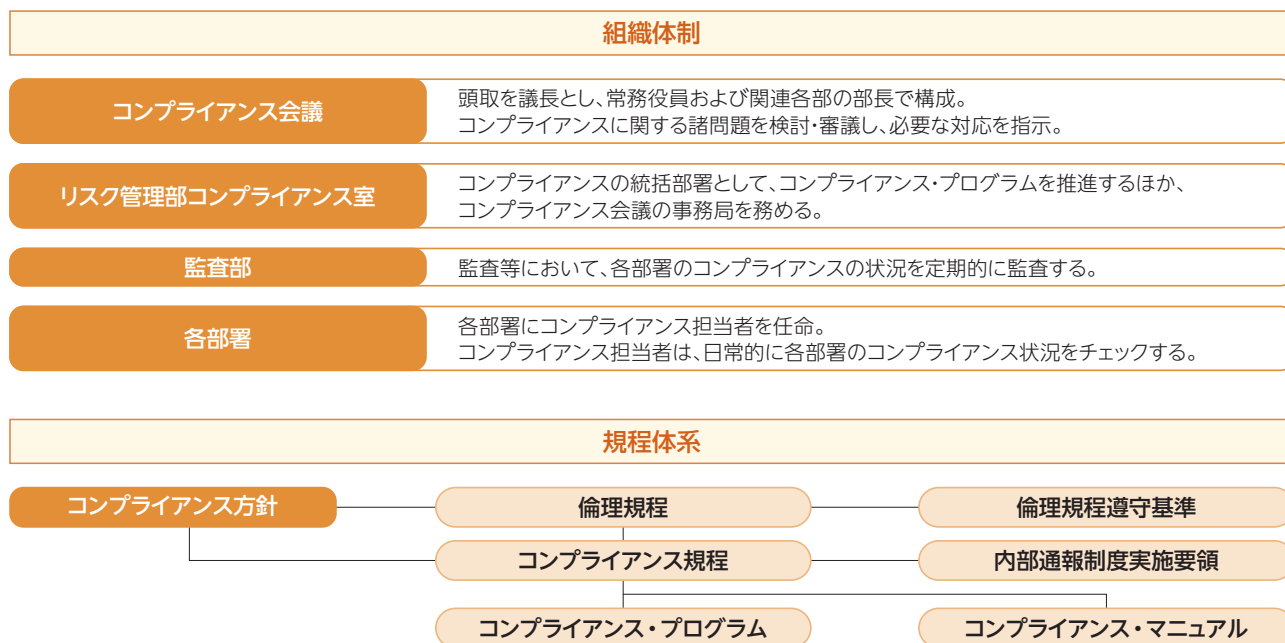 組織体制
コンプライアンス会議
頭取を議長とし、常務役員および関連各部の部長で構成。
コンプライアンスに関する諸問題を検討・審議し、必要な対応を指示。
リスク管理部コンプライアンス室
コンプライアンスの統括部署として、コンプライアンス・プログラムを推進するほか、
コンプライアンス会議の事務局を務める。
監査部
監査等において、各部署のコンプライアンスの状況を定期的に監査する。
各部署
各部署にコンプライアンス担当者を任命。
コンプライアンス担当者は、日常的に各部署のコンプライアンス状況をチェックする。
規程体系
コンプライアンス方針
倫理規程
倫理規程遵守基準
コンプライアンス規程
内部通報制度実施要領
コンプライアンス・プログラム
コンプライアンス・マニュアル